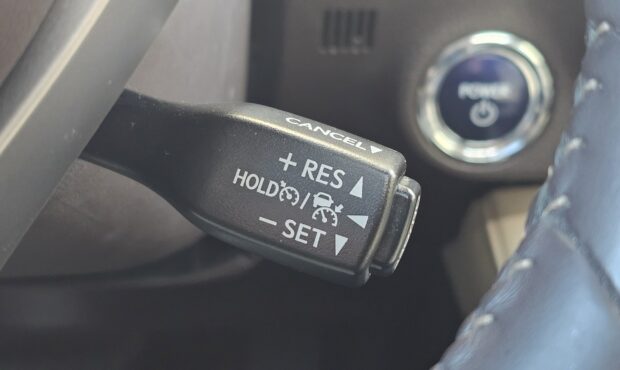 CANCEL
+ RES
HOLD /
- SET
POWER